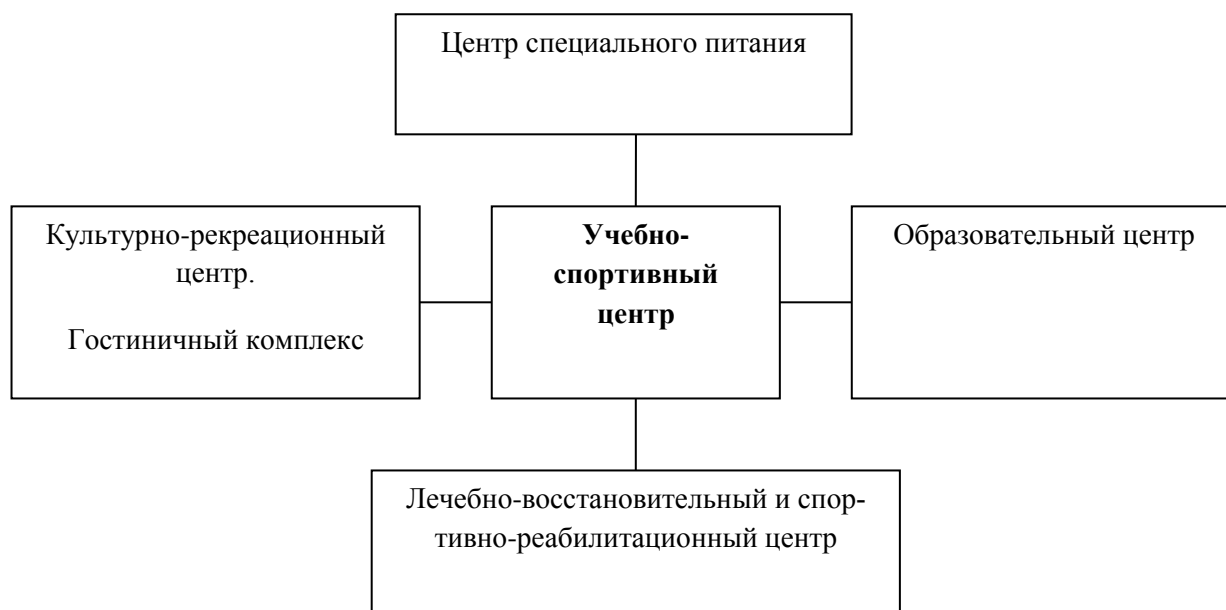 Центр специального питания
Культурно-рекреационный
центр.
Гостиничный комплекс
Учебно-
спортивный
центр
Образовательный центр
Лечебно-восстановительный и спор-
тивно-реабилитационный центр